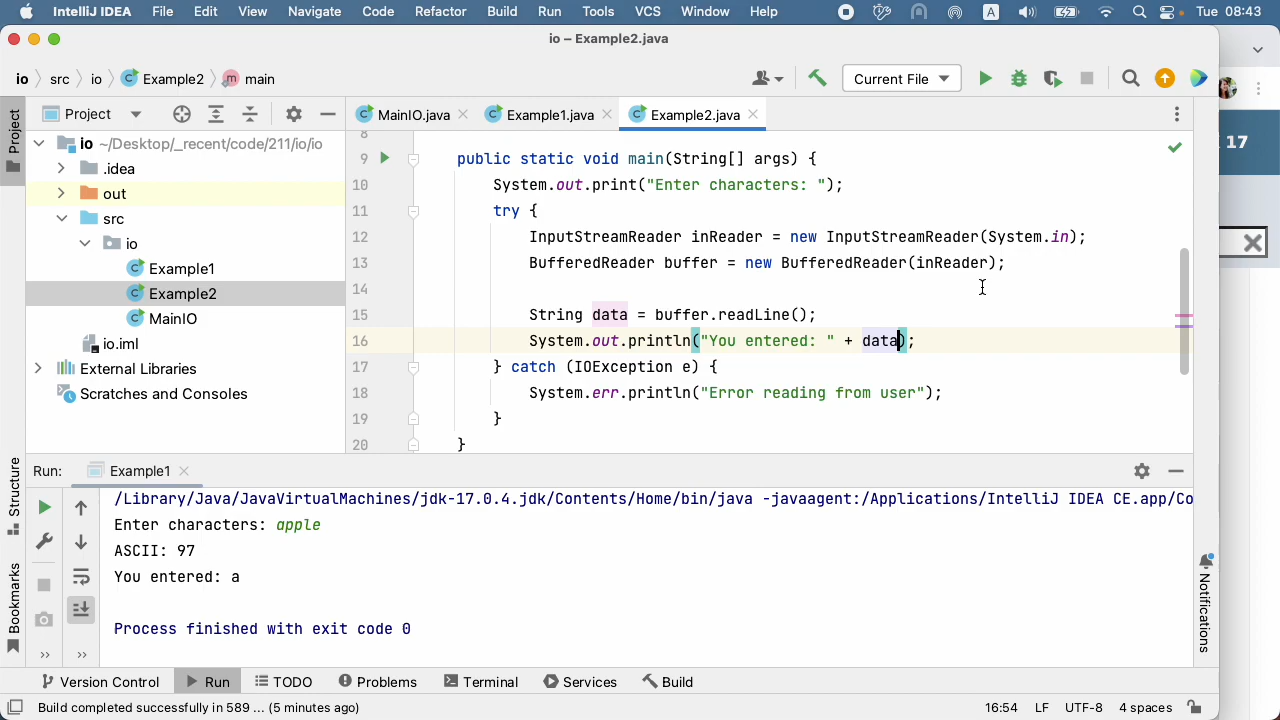 IntelliJ IDEA File Edit View Navigate Code Refactor Build Run Tools VCS Window Help A Tue 08:43
io – Example2.java
io src io Example2 main Current File
Project MainIO.java Example1.java Example2.java
17
Project
io ~/Desktop/_recent/code/211/io/io
.idea
out
src
io
Example1
Example2
MainIO
io.iml
External Libraries
Scratches and Consoles
8
9 public static void main(String[] args) {
10 System.out.print("Enter characters: ");
11 try {
12 InputStreamReader inReader = new InputStreamReader(System.in);
13 BufferedReader buffer = new BufferedReader(inReader);
14
15 String data = buffer.readLine();
16 System.out.println("You entered: " + data);
17 } catch (IOException e) {
18 System.err.println("Error reading from user");
19 }
20 }
Structure
Bookmarks
Notifications
Run: Example1
/Library/Java/JavaVirtualMachines/jdk-17.0.4.jdk/Contents/Home/bin/java -javaagent:/Applications/IntelliJ IDEA CE.app/Co
Enter characters: apple
ASCII: 97
You entered: a
Process finished with exit code 0
Version Control Run TODO Problems Terminal Services Build
Build completed successfully in 589 ... (5 minutes ago) 16:54 LF UTF-8 4 spaces